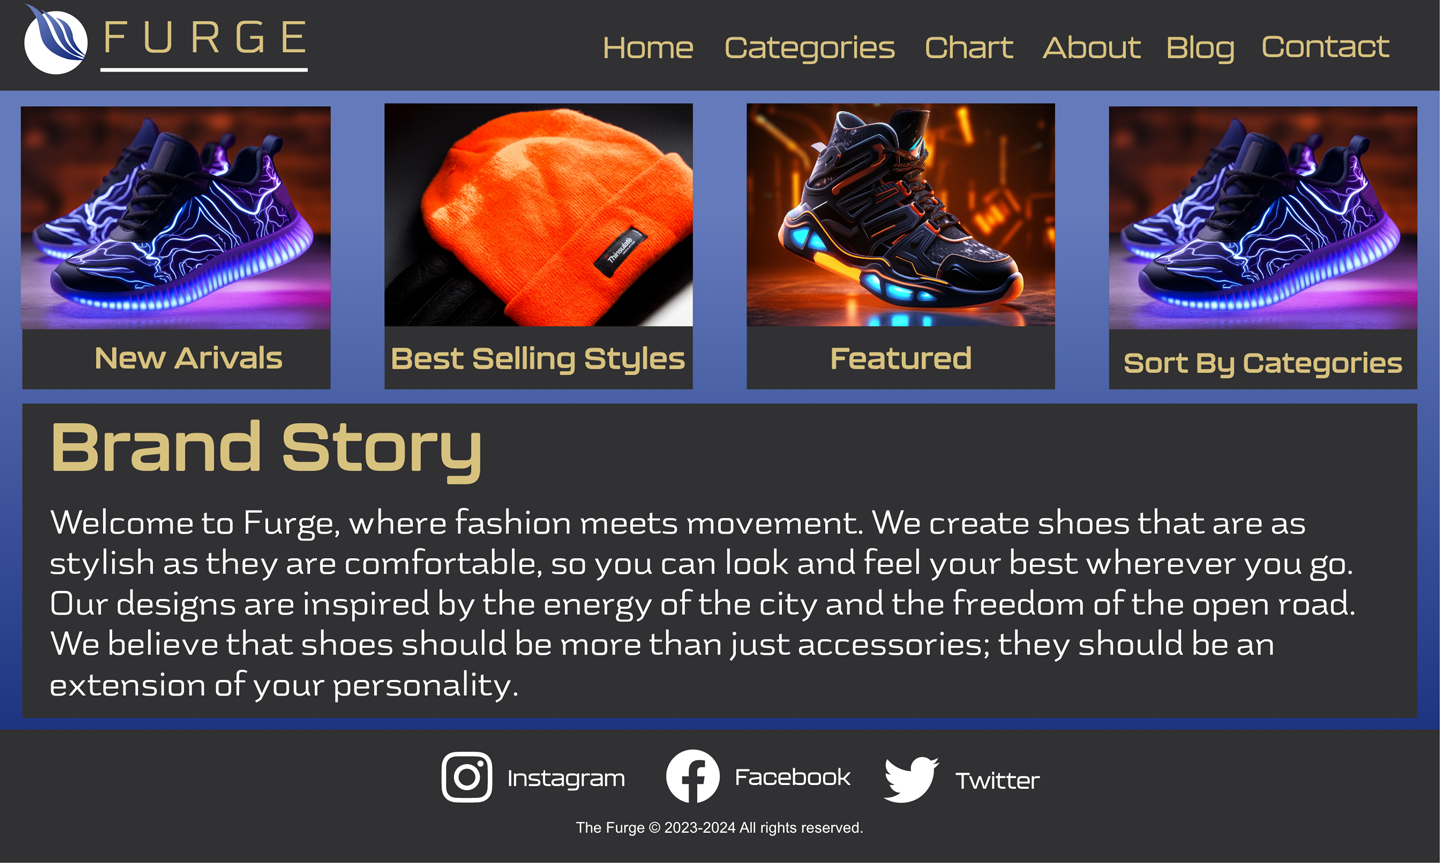 FURGE
Home Categories Chart About Blog Contact
Thinsulate
New Arivals
Best Selling Styles
Featured
Sort By Categories
Brand Story
Welcome to Furge, where fashion meets movement. We create shoes that are as
stylish as they are comfortable, so you can look and feel your best wherever you go.
Our designs are inspired by the energy of the city and the freedom of the open road.
We believe that shoes should be more than just accessories; they should be an
extension of your personality.
Instagram
Facebook
Twitter
The Furge © 2023-2024 All rights reserved.